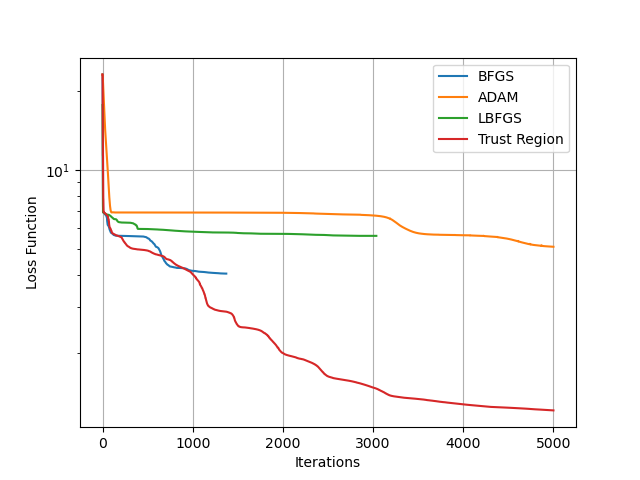 BFGS
ADAM
LBFGS
Trust Region
10¹
Loss Function
0 1000 2000 3000 4000 5000
Iterations